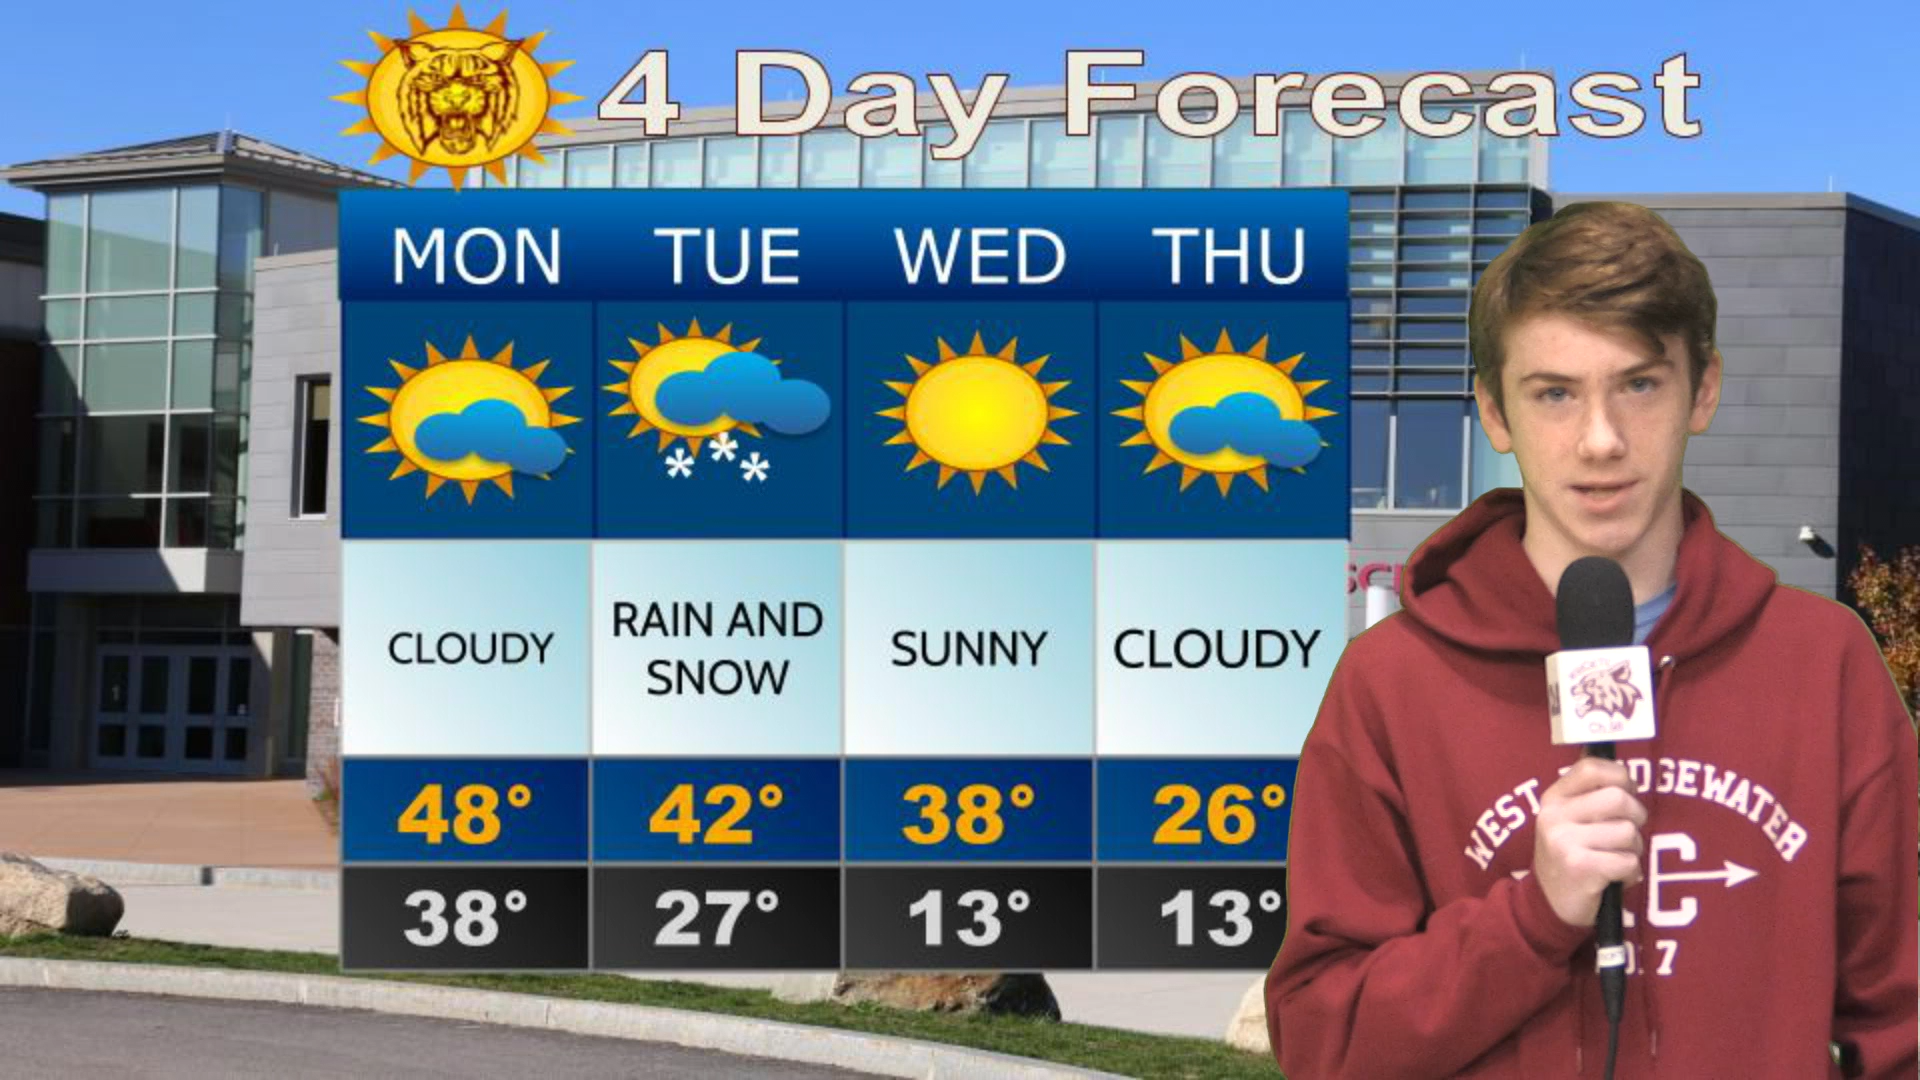 4 Day Forecast
MON TUE WED THU
* * *
CLOUDY RAIN AND SNOW SUNNY CLOUDY
48° 42° 38° 26°
38° 27° 13° 13°
WEST